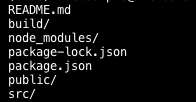 README.md
build/
node_modules/
package-lock.json
package.json
public/
src/